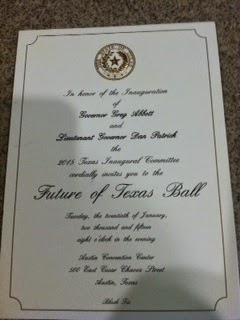 In honor of the Inauguration
of
Governor Greg Abbott
and
Lieutenant Governor Dan Patrick
the
2015 Texas Inaugural Committee
cordially invites you to the
Future of Texas Ball
Tuesday, the twentieth of January,
two thousand and fifteen
eight o'clock in the evening
Austin Convention Center
500 East Cesar Chavez Street
Austin, Texas
Black Tie